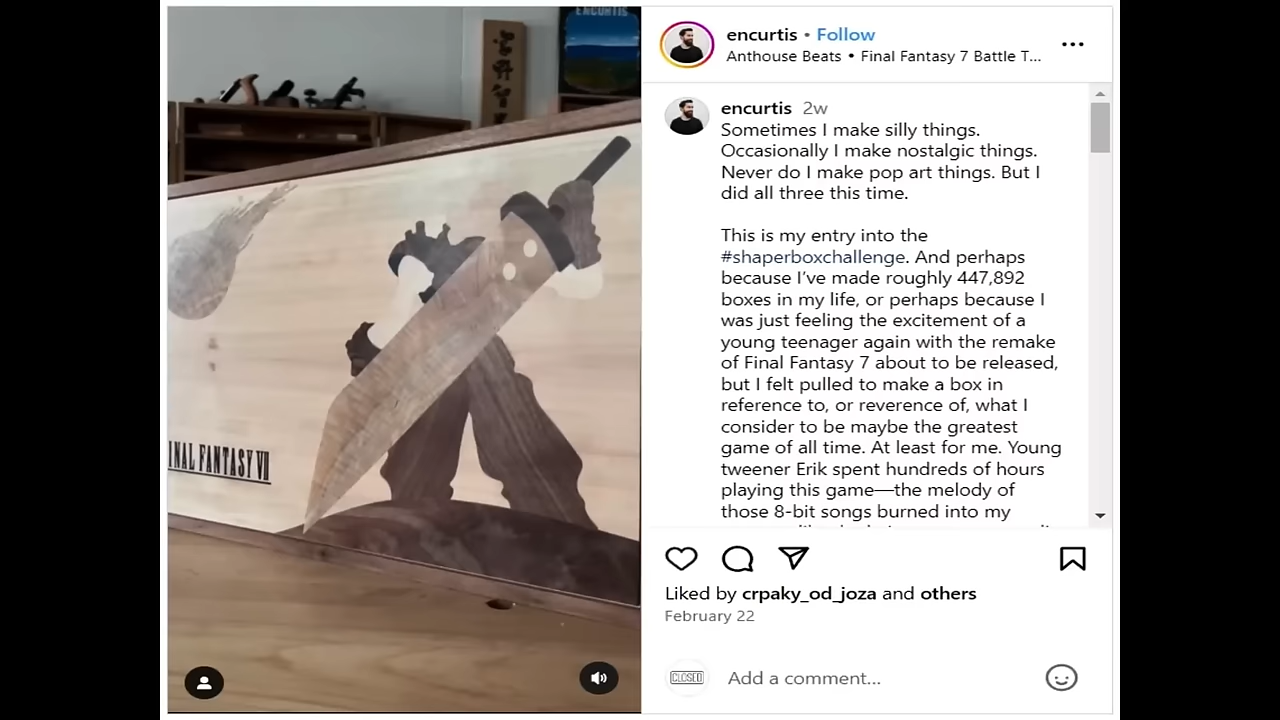 ENCURTIS
encurtis • Follow
Anthouse Beats • Final Fantasy 7 Battle T...
encurtis 2w
Sometimes I make silly things.
Occasionally I make nostalgic things.
Never do I make pop art things. But I
did all three this time.
This is my entry into the
#shaperboxchallenge. And perhaps
because I've made roughly 447,892
boxes in my life, or perhaps because I
was just feeling the excitement of a
young teenager again with the remake
of Final Fantasy 7 about to be released,
but I felt pulled to make a box in
reference to, or reverence of, what I
consider to be maybe the greatest
game of all time. At least for me. Young
tweener Erik spent hundreds of hours
playing this game—the melody of
those 8-bit songs burned into my
INAL FANTASY VII
Liked by crpaky_od_joza and others
February 22
CLOSED
Add a comment...